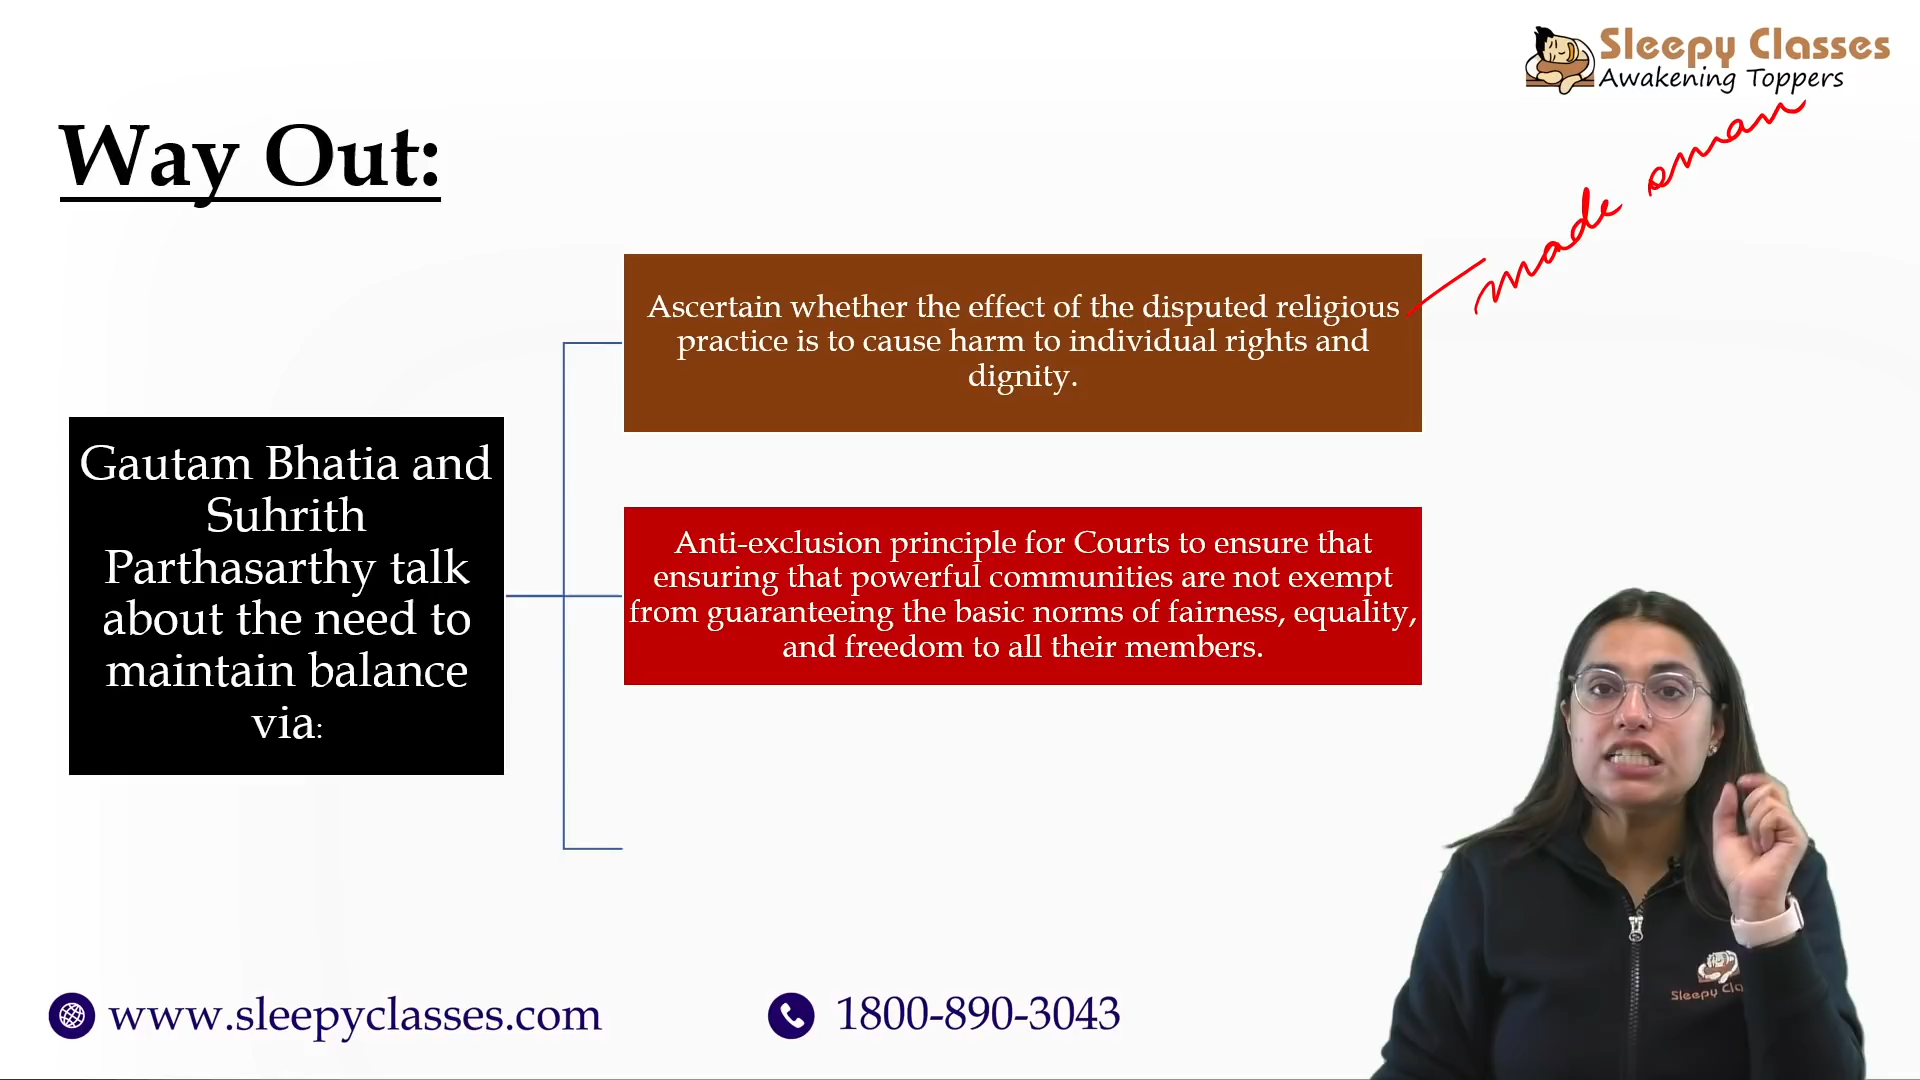 Sleepy Classes
Awakening Toppers
Way Out:
made snan
Ascertain whether the effect of the disputed religious
practice is to cause harm to individual rights and
dignity.
Gautam Bhatia and
Suhrith
Parthasarthy talk
about the need to
maintain balance
via:
Anti-exclusion principle for Courts to ensure that
ensuring that powerful communities are not exempt
from guaranteeing the basic norms of fairness, equality,
and freedom to all their members.
Sleepy Cla
www.sleepyclasses.com
1800-890-3043